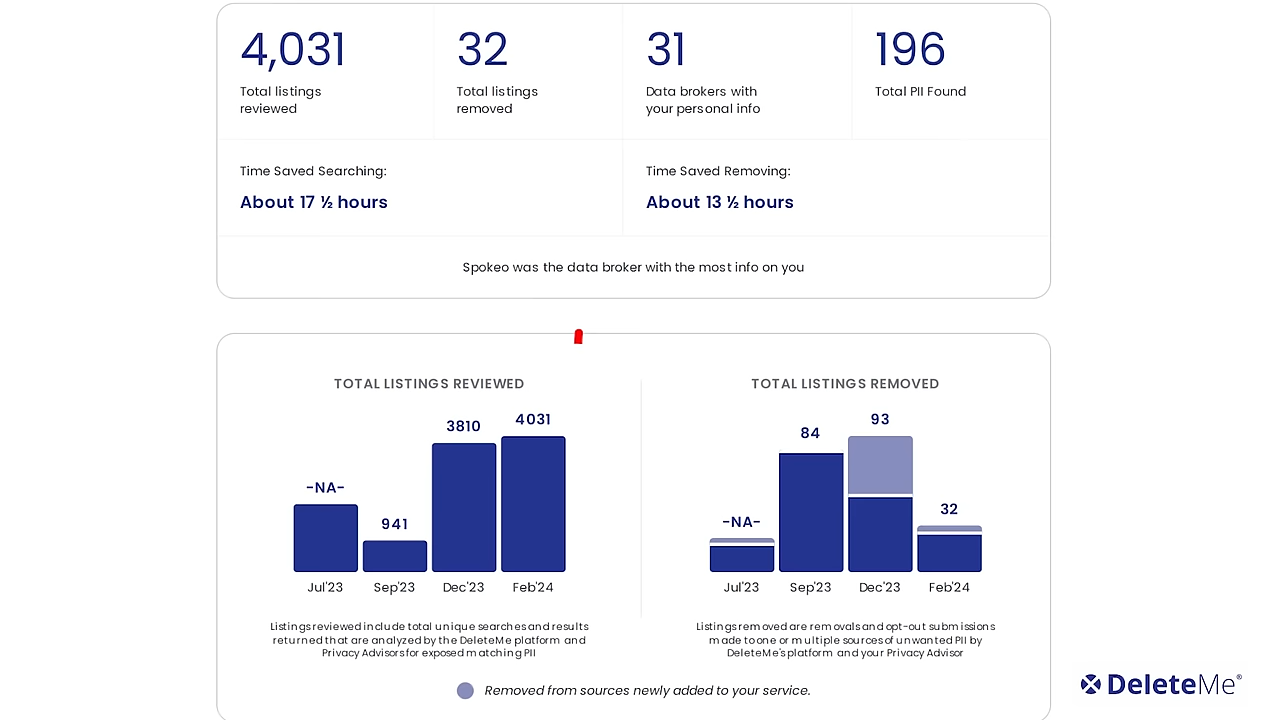 4,031
Total listings
reviewed
32
Total listings
removed
31
Data brokers with
your personal info
196
Total PII Found
Time Saved Searching:
About 17 ½ hours
Time Saved Removing:
About 13 ½ hours
Spokeo was the data broker with the most info on you
TOTAL LISTINGS REVIEWED
-NA-
941
3810
4031
Jul'23
Sep'23
Dec'23
Feb'24
Listings reviewed include total unique searches and results
returned that are analyzed by the DeleteMe platform and
Privacy Advisors for exposed matching PII
TOTAL LISTINGS REMOVED
-NA-
84
93
32
Jul'23
Sep'23
Dec'23
Feb'24
Listings removed are removals and opt-out submissions
made to one or multiple sources of unwanted PII by
DeleteMe's platform and your Privacy Advisor
Removed from sources newly added to your service.
DeleteMe®